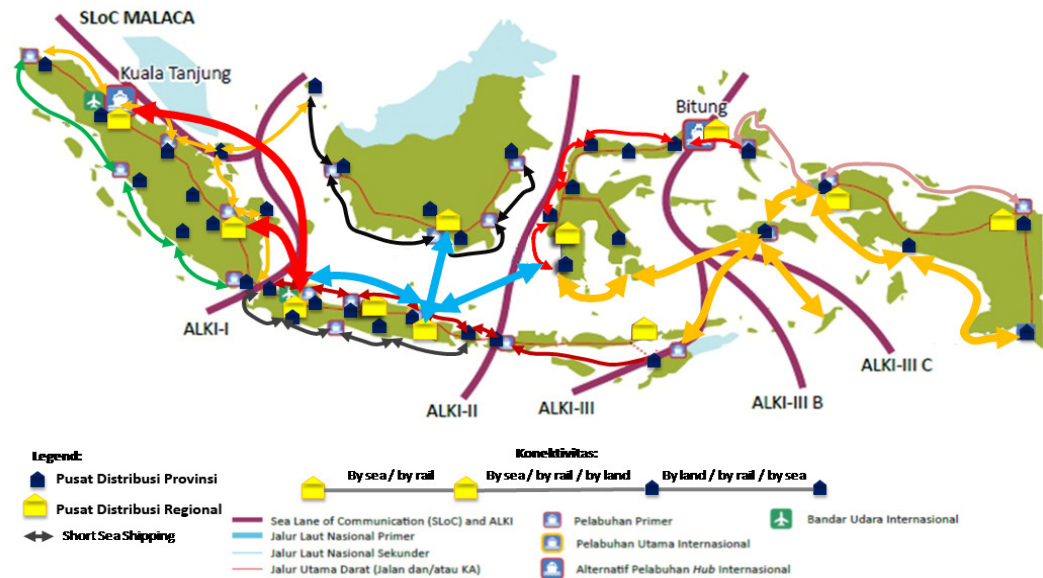 SLoC MALACA
Kuala Tanjung
Bitung
ALKI-I
ALKI-II
ALKI-III
ALKI-III B
ALKI-III C
Legend:
Pusat Distribusi Provinsi
Pusat Distribusi Regional
Short Sea Shipping
Konektivitas:
By sea / by rail
By sea / by rail / by land
By land / by rail / by sea
Sea Lane of Communication (SLoC) and ALKI
Jalur Laut Nasional Primer
Jalur Laut Nasional Sekunder
Jalur Utama Darat (Jalan dan/atau KA)
Pelabuhan Primer
Pelabuhan Utama Internasional
Alternatif Pelabuhan Hub Internasional
Bandar Udara Internasional